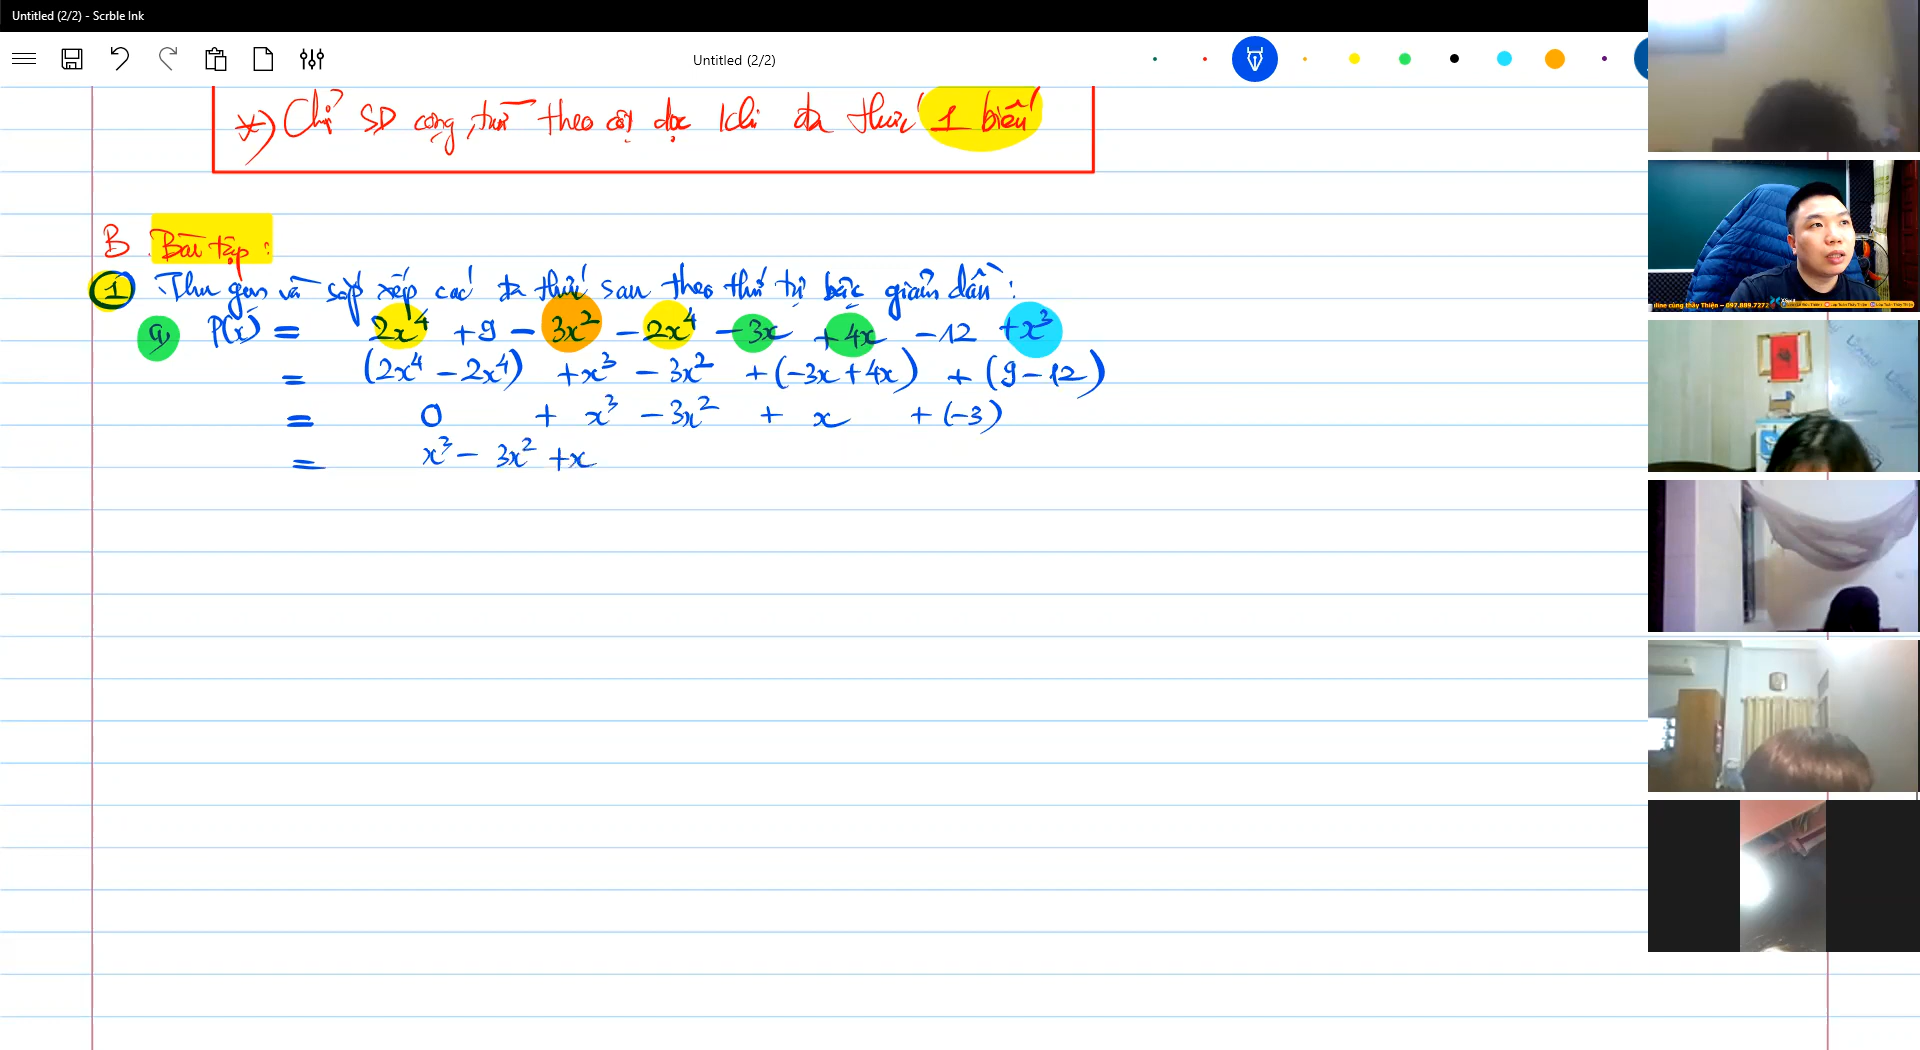 Untitled (2/2) - Scrble Ink
Untitled (2/2)
*) Chỉ SD cộng, trừ theo cột dọc khi đa thức 1 biến
B. Bài tập:
1 Thu gọn và sắp xếp các đa thức sau theo thứ tự bậc giảm dần:
a, P(x) = 2x⁴ + 9 - 3x² - 2x⁴ - 3x + 4x - 12 + x³
= (2x⁴ - 2x⁴) + x³ - 3x² + (-3x + 4x) + (9 - 12)
= 0 + x³ - 3x² + x + (-3)
= x³ - 3x² + x